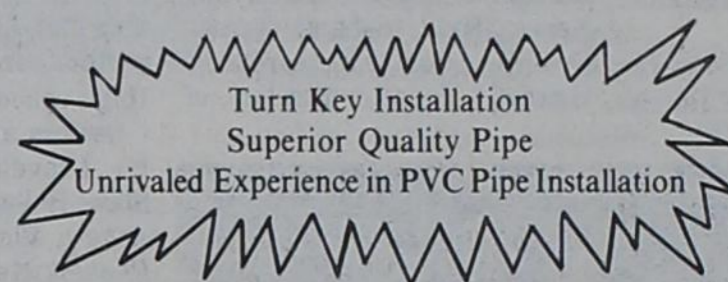 Turn Key Installation
Superior Quality Pipe
Unrivaled Experience in PVC Pipe Installation